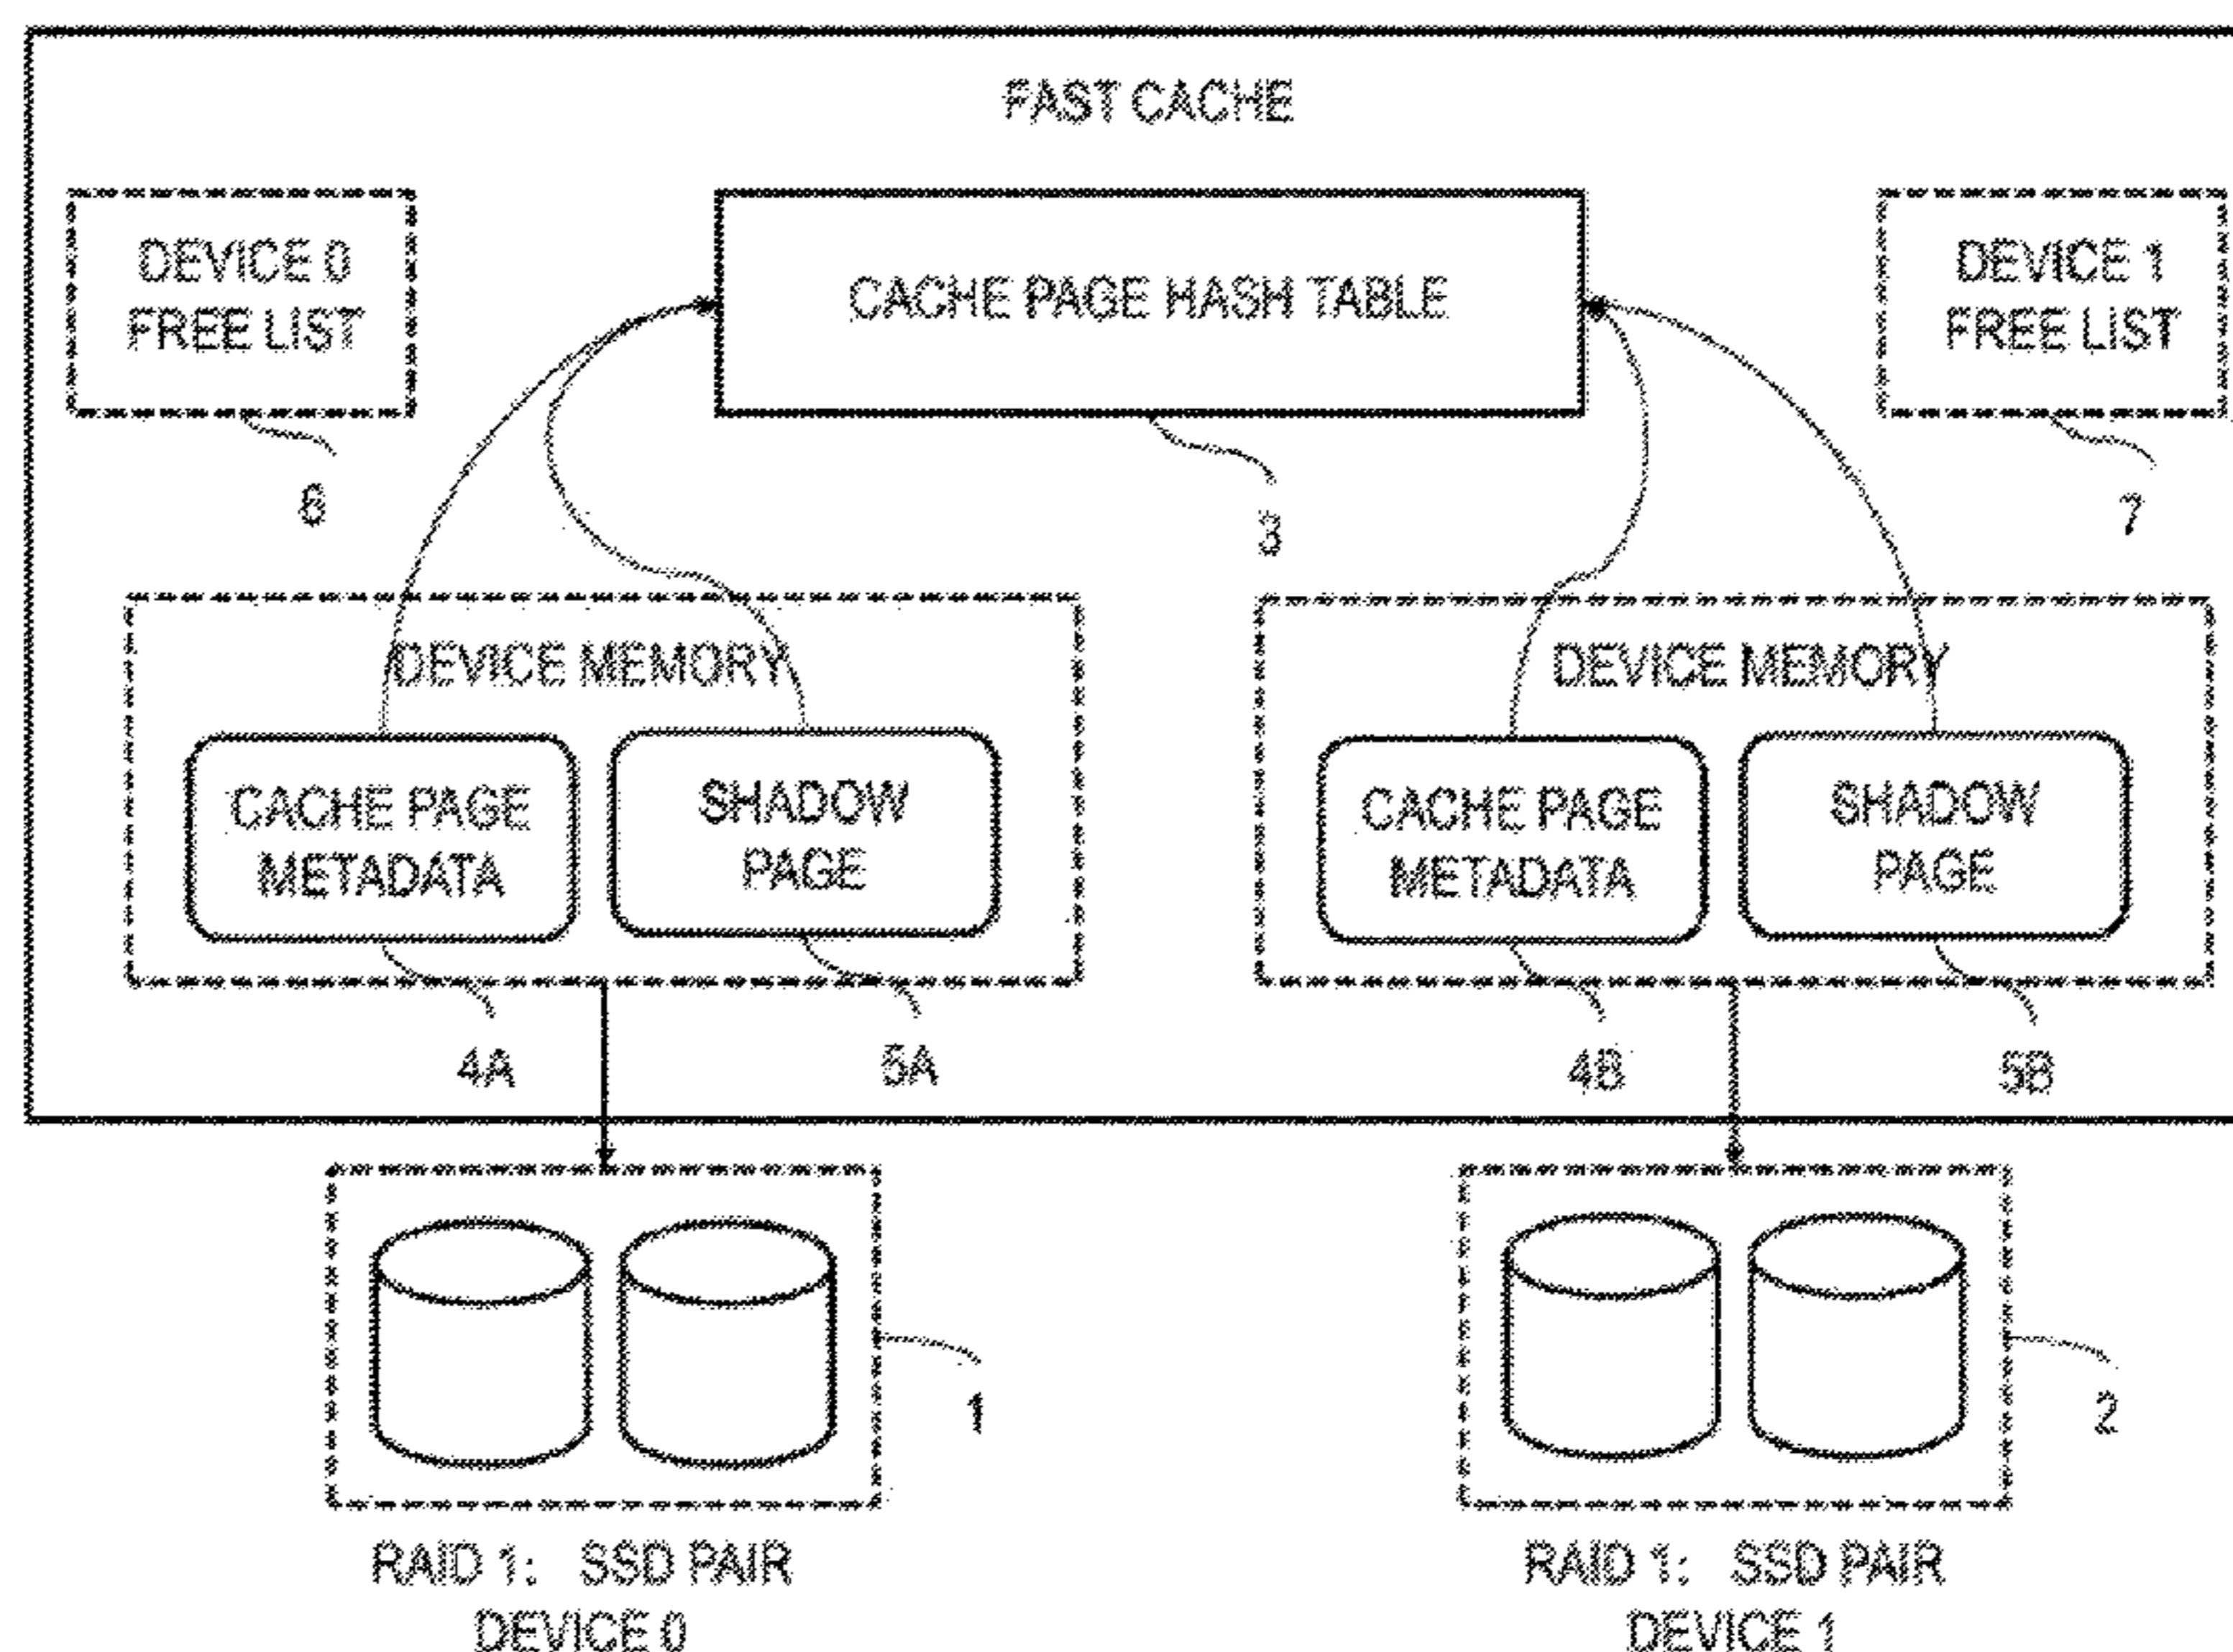 FAST CACHE
DEVICE 0
FREE LIST
CACHE PAGE HASH TABLE
DEVICE 1
FREE LIST
6
3
7
DEVICE MEMORY
DEVICE MEMORY
CACHE PAGE
METADATA
SHADOW
PAGE
CACHE PAGE
METADATA
SHADOW
PAGE
4A
5A
4B
5B
1
2
RAID 1: SSD PAIR
DEVICE 0
RAID 1: SSD PAIR
DEVICE 1